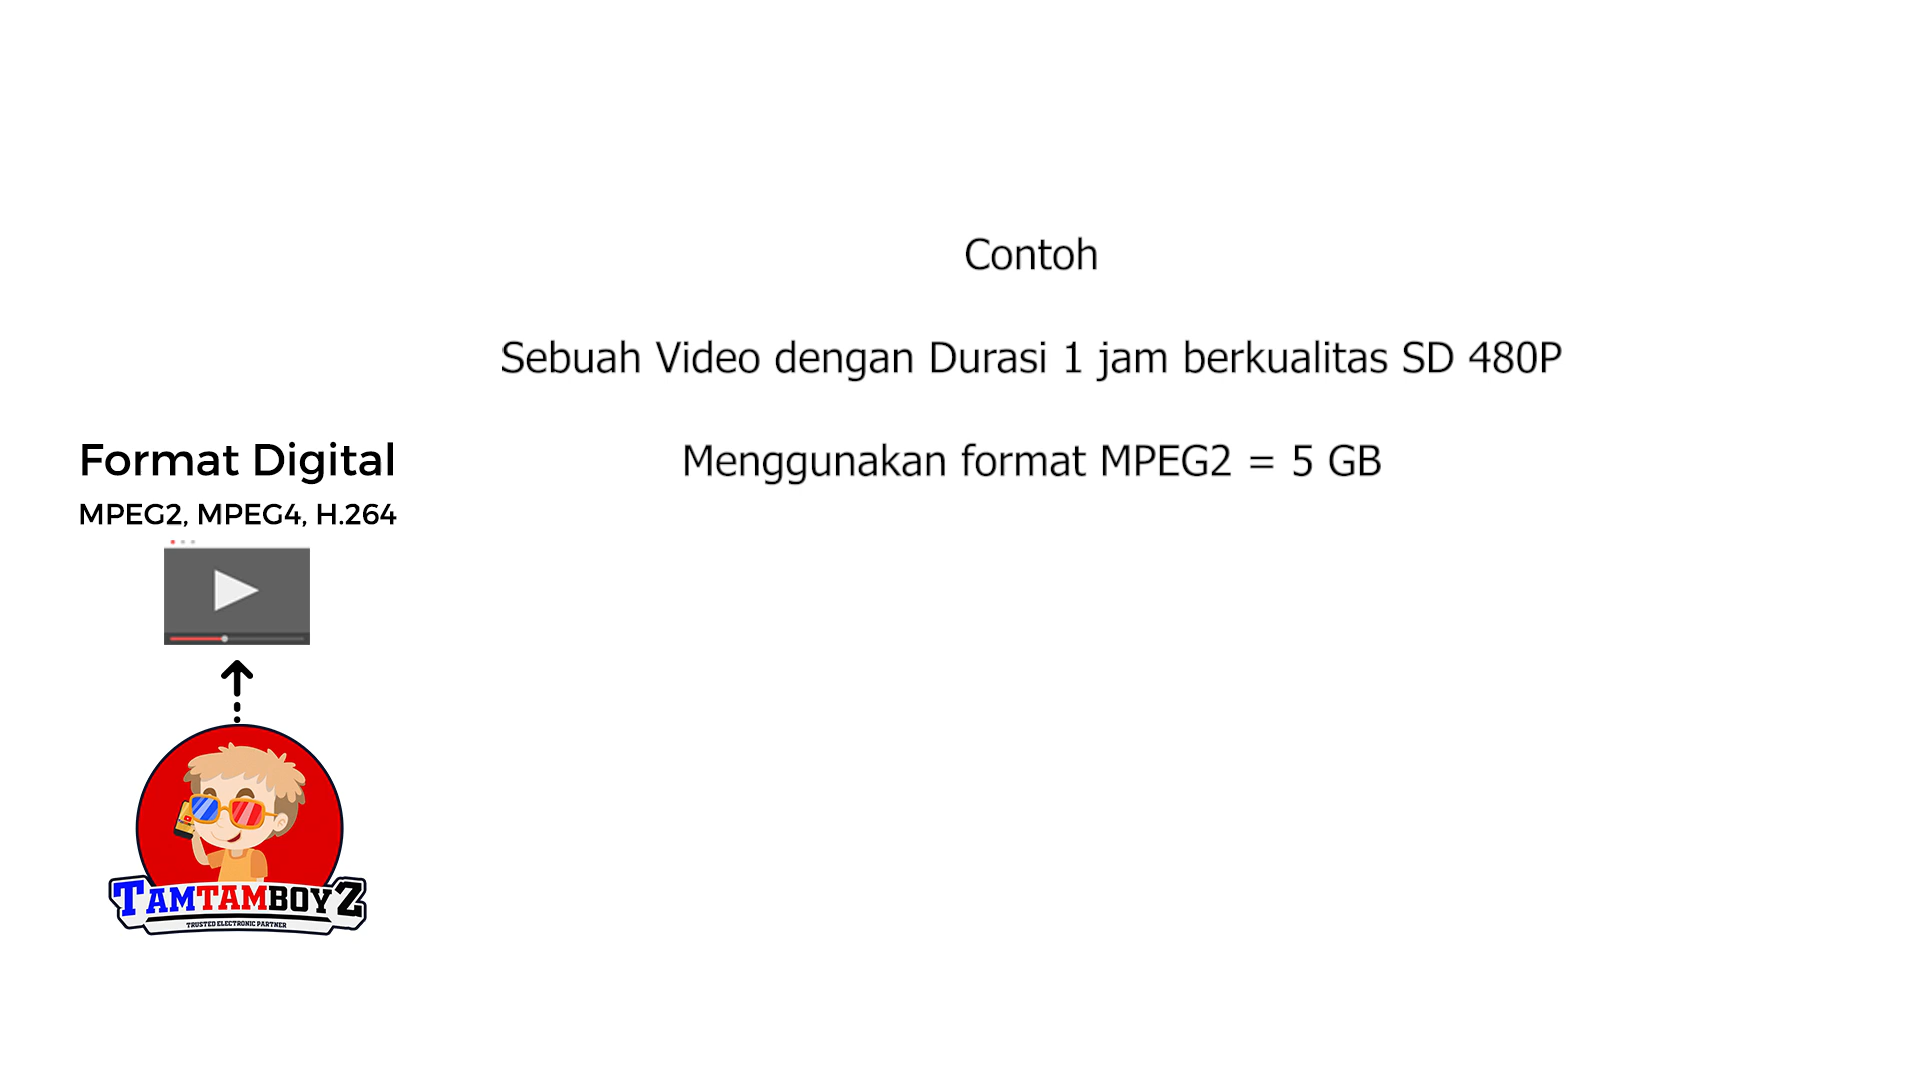 Contoh
Sebuah Video dengan Durasi 1 jam berkualitas SD 480P
Menggunakan format MPEG2 = 5 GB
Format Digital
MPEG2, MPEG4, H.264
TAMTAMBOYZ
TRUSTED ELECTRONIC PARTNER